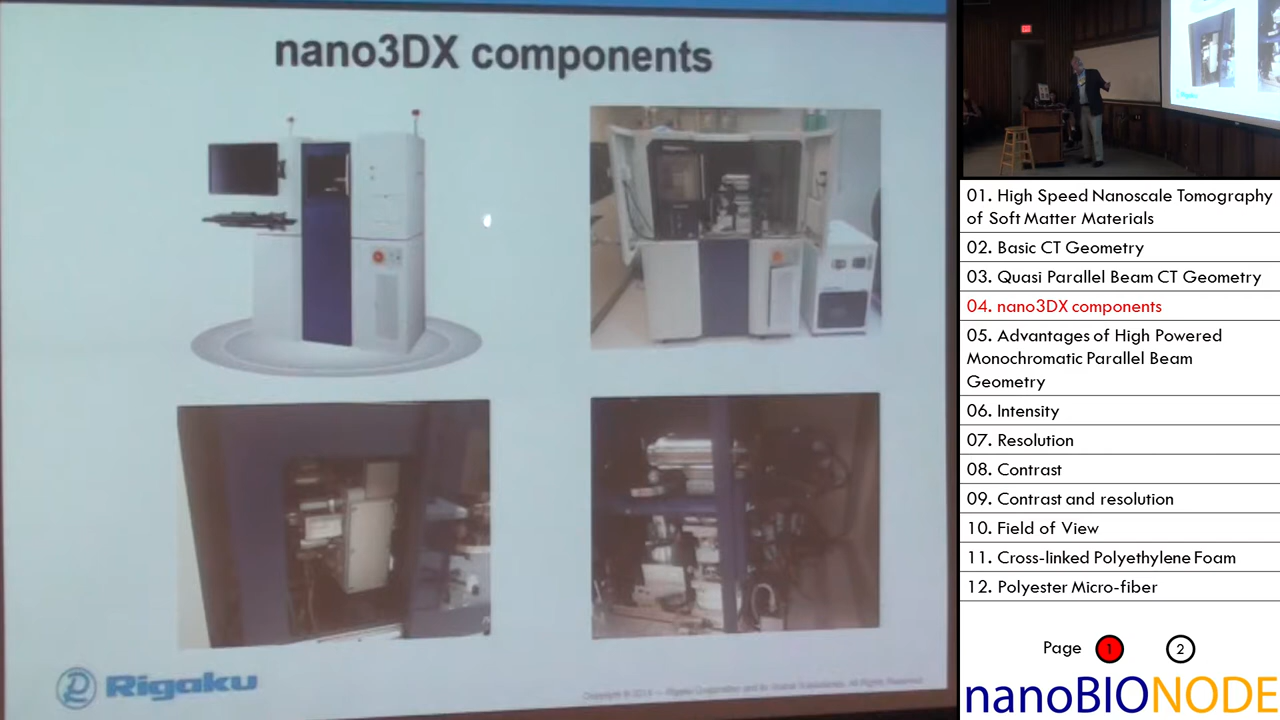 nano3DX components
Rigaku
01. High Speed Nanoscale Tomography
of Soft Matter Materials
02. Basic CT Geometry
03. Quasi Parallel Beam CT Geometry
04. nano3DX components
05. Advantages of High Powered
Monochromatic Parallel Beam
Geometry
06. Intensity
07. Resolution
08. Contrast
09. Contrast and resolution
10. Field of View
11. Cross-linked Polyethylene Foam
12. Polyester Micro-fiber
Page 1 2
nanoBIONODE